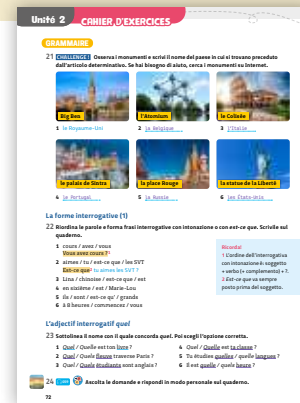 Unité 2 CAHIER D'EXERCICES
GRAMMAIRE
21 CHALLENGE! Osserva i monumenti e scrivi il nome del paese in cui si trovano preceduto
dall'articolo determinativo. Se hai bisogno di aiuto, cerca i monumenti su Internet.
Big Ben
l'Atomium
le Colisée
1 le Royaume-Uni
2 la Belgique
3 l'Italie
le palais de Sintra
la place Rouge
la statue de la Liberté
4 le Portugal
5 la Russie
6 les États-Unis
La forme interrogative (1)
22 Riordina le parole e forma frasi interrogative con intonazione o con est-ce que. Scrivile sul
quaderno.
1 cours / avez / vous
Vous avez cours ?¹
2 aimes / tu / est-ce que / les SVT
Est-ce que² tu aimes les SVT ?
3 Lina / chinoise / est-ce que / est
4 en sixième / est / Marie-Lou
5 ils / sont / est-ce qu' / grands
6 à 8 heures / commencez / vous
Ricorda!
1 L'ordine dell'interrogativa
con intonazione è: soggetto
+ verbo (+ complemento) + ?.
2 Est-ce que va sempre
posto prima del soggetto.
L'adjectif interrogatif quel
23 Sottolinea il nome con il quale concorda quel. Poi scegli l'opzione corretta.
1 Quel / Quelle est ton livre ?
2 Quel / Quels fleuve traverse Paris ?
3 Quel / Quels étudiants sont anglais ?
4 Quel / Quelle est ta classe ?
5 Tu étudies quelles / quelle langues ?
6 Il est quelle / quels heure ?
24 Ascolta le domande e rispondi in modo personale sul quaderno.
72